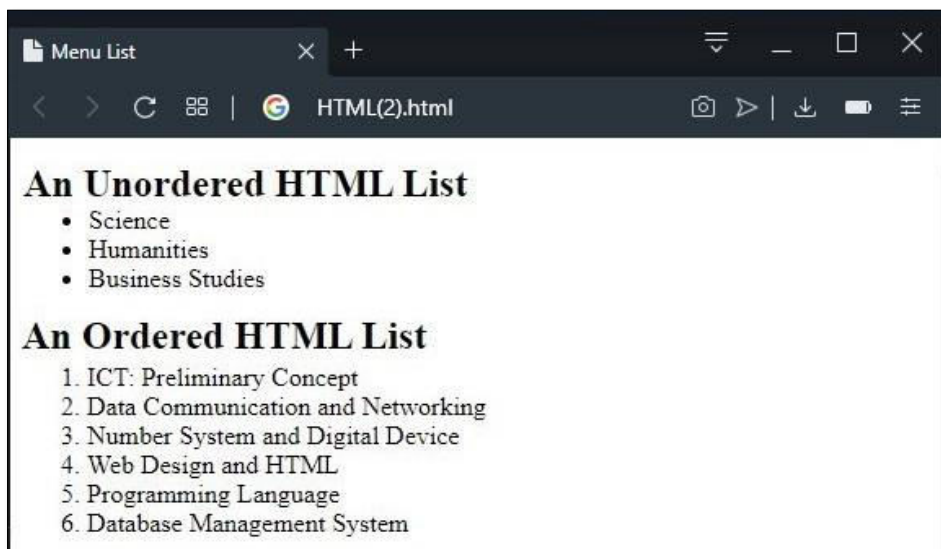 Menu List
HTML(2).html
An Unordered HTML List
• Science
• Humanities
• Business Studies
An Ordered HTML List
1. ICT: Preliminary Concept
2. Data Communication and Networking
3. Number System and Digital Device
4. Web Design and HTML
5. Programming Language
6. Database Management System